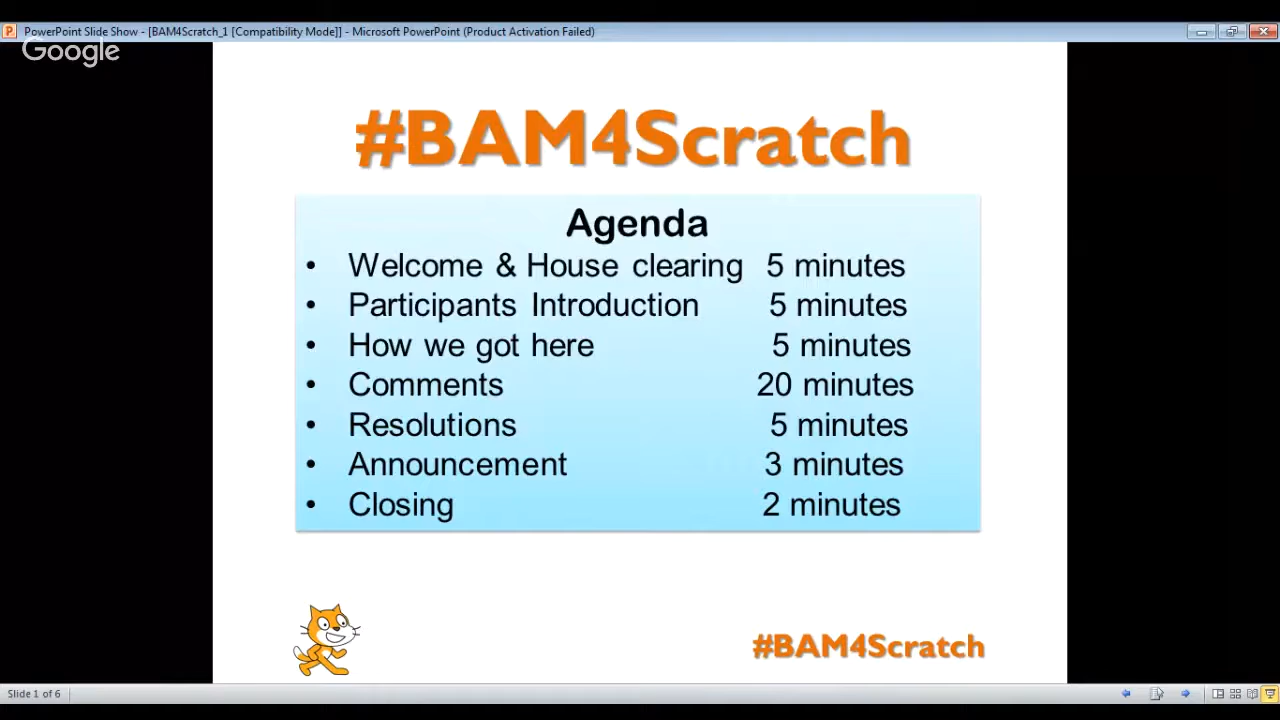 PowerPoint Slide Show - [BAM4Scratch_1 [Compatibility Mode]] - Microsoft PowerPoint (Product Activation Failed)
Google
#BAM4Scratch
Agenda
• Welcome & House clearing 5 minutes
• Participants Introduction 5 minutes
• How we got here 5 minutes
• Comments 20 minutes
• Resolutions 5 minutes
• Announcement 3 minutes
• Closing 2 minutes
#BAM4Scratch
Slide 1 of 6